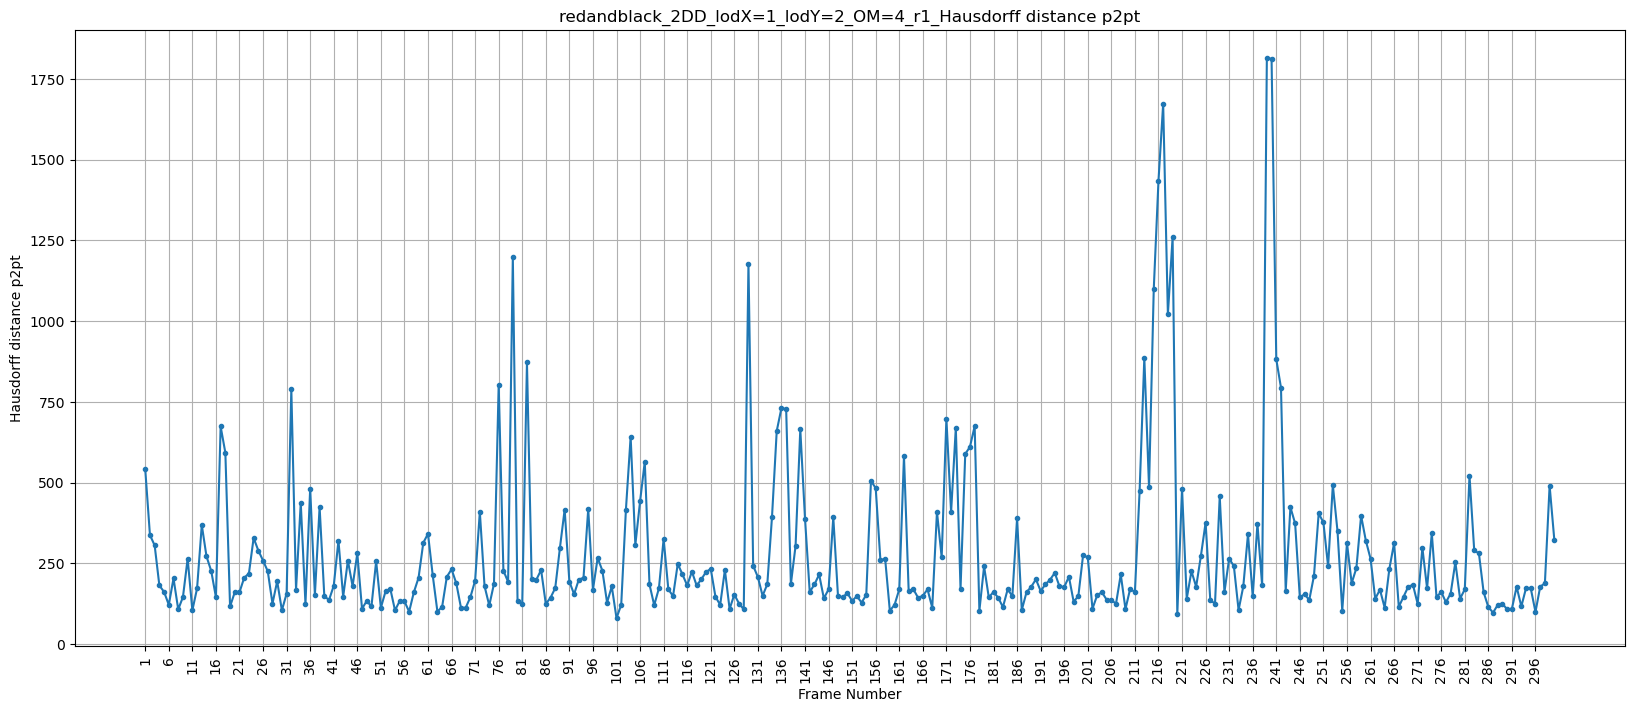 redandblack_2DD_lodX=1_lodY=2_OM=4_r1_Hausdorff distance p2pt
1750
1500
1250
1000
750
500
250
0
Hausdorff distance p2pt
1 6 11 16 21 26 31 36 41 46 51 56 61 66 71 76 81 86 91 96 101 106 111 116 121 126 131 136 141 146 151 156 161 166 171 176 181 186 191 196 201 206 211 216 221 226 231 236 241 246 251 256 261 266 271 276 281 286 291 296
Frame Number